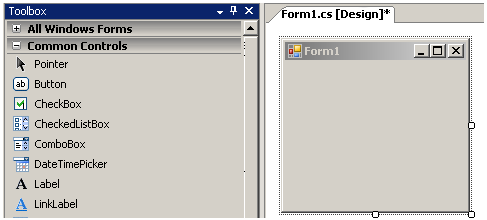 Toolbox
All Windows Forms
Common Controls
Pointer
Button
CheckBox
CheckedListBox
ComboBox
DateTimePicker
Label
LinkLabel
Form1.cs [Design]*
Form1